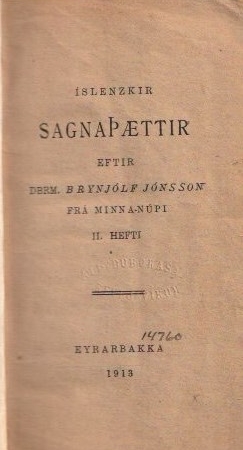 ÍSLENZKIR
SAGNAÞÆTTIR
EFTIR
DBRM. BRYNJÓLF JÓNSSON
FRÁ MINNA-NÚPI
II. HEFTI
14760
EYRARBAKKA
1913